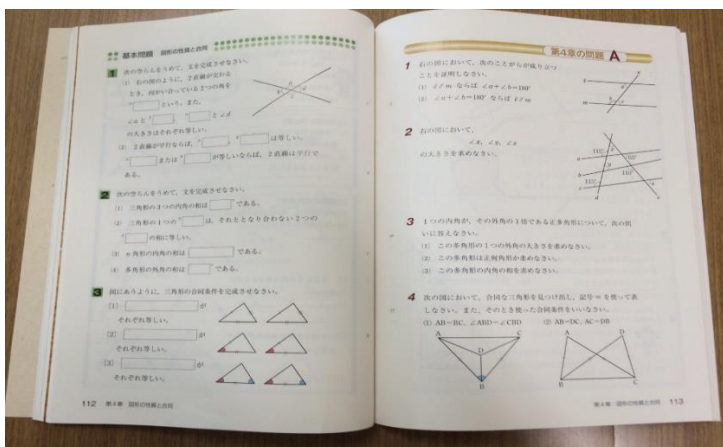 基本問題 図形の性質と合同
1 次の空らんをうめて，文を完成させなさい。
(1) 右の図のように，2直線が交わる
とき，向かい合っている2つの角を
という。また，
∠aと ， と∠d
の大きさはそれぞれ等しい。
(2) 2直線が平行ならば， ， は等しい。
または が等しいならば，2直線は平行で
ある。
2 次の空らんをうめて，文を完成させなさい。
(1) 三角形の3つの内角の和は である。
(2) 三角形の1つの は，それととなり合わない2つの
の和に等しい。
(3) n角形の内角の和は である。
(4) 多角形の外角の和は である。
3 図にあうように，三角形の合同条件を完成させなさい。
(1) が
それぞれ等しい。
(2) が
それぞれ等しい。
(3) が
それぞれ等しい。
112 第4章 図形の性質と合同
第4章の問題 A
1 右の図において，次のことがらが成り立つ
ことを証明しなさい。
(1) ℓ//m ならば ∠a+∠b=180°
(2) ∠a+∠b=180° ならば ℓ//m
2 右の図において，
の大きさを求めなさい。
3 1つの内角が，その外角の3倍である正多角形について，次の問
いに答えなさい。
(1) この多角形の1つの外角の大きさを求めなさい。
(2) この多角形は正何角形か求めなさい。
(3) この多角形の内角の和を求めなさい。
4 次の図において，合同な三角形を見つけ出し，記号≡を使って表
しなさい。また，そのとき使った合同条件をいいなさい。
(1) AB=BC，∠ABD=∠CBD (2) AB=DC，AC=DB
A C A D
D
B B C
第4章 図形の性質と合同 113